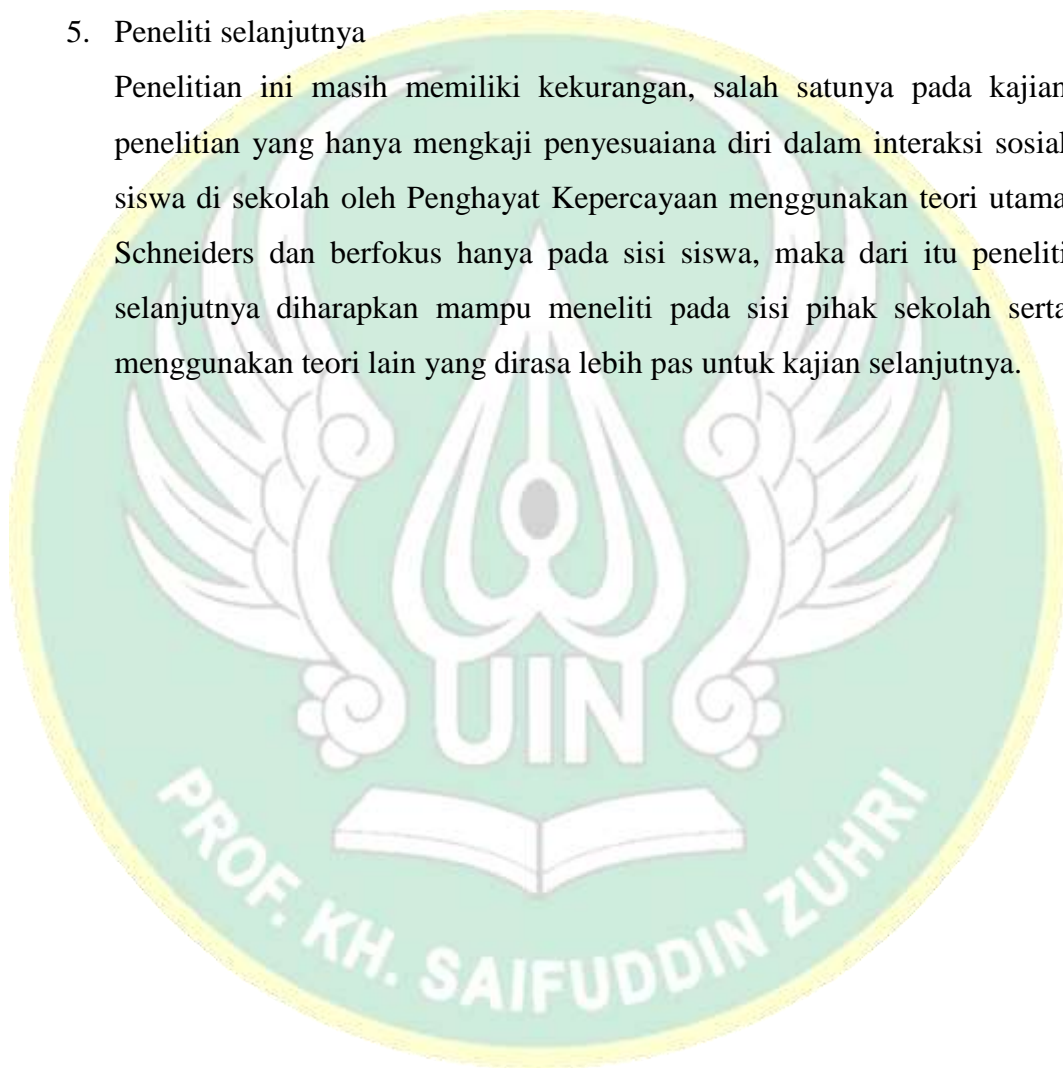 5. Peneliti selanjutnya
Penelitian ini masih memiliki kekurangan, salah satunya pada kajian
penelitian yang hanya mengkaji penyesuaiana diri dalam interaksi sosial
siswa di sekolah oleh Penghayat Kepercayaan menggunakan teori utama
Schneiders dan berfokus hanya pada sisi siswa, maka dari itu peneliti
selanjutnya diharapkan mampu meneliti pada sisi pihak sekolah serta
menggunakan teori lain yang dirasa lebih pas untuk kajian selanjutnya.
UIN
PROF. KH. SAIFUDDIN ZUHRI